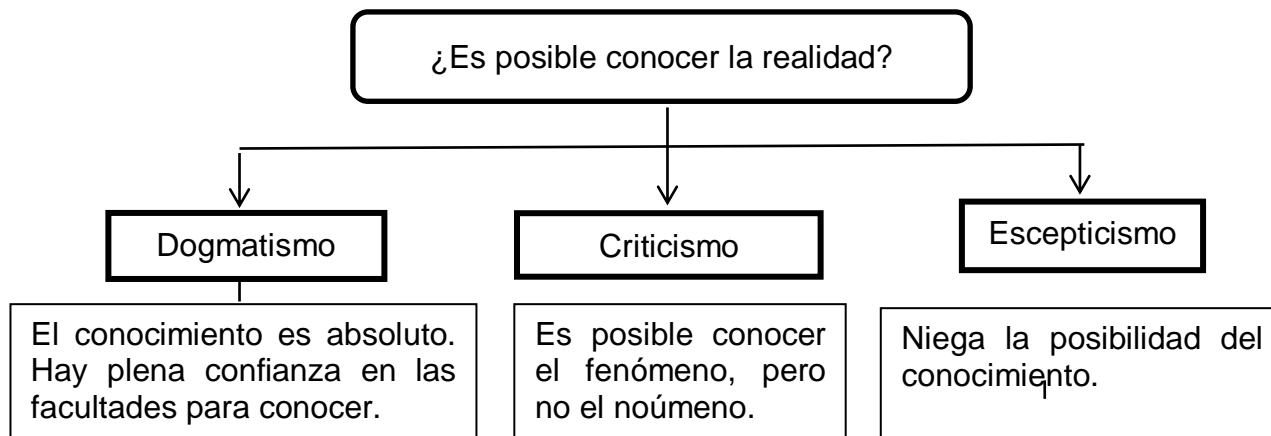 ¿Es posible conocer la realidad?
Dogmatismo
Criticismo
Escepticismo
El conocimiento es absoluto.
Hay plena confianza en las
facultades para conocer.
Es posible conocer
el fenómeno, pero
no el noúmeno.
Niega la posibilidad del
conocimiento.